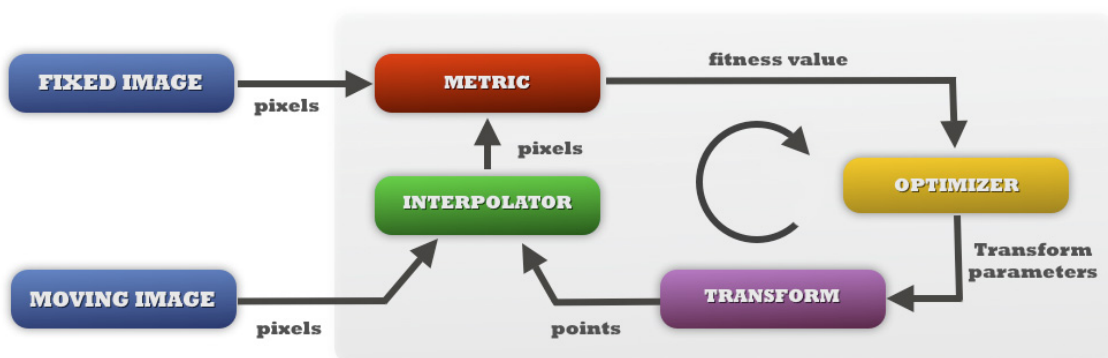 fitness value
FIXED IMAGE
METRIC
pixels
pixels
OPTIMIZER
INTERPOLATOR
Transform
parameters
MOVING IMAGE
TRANSFORM
pixels
points